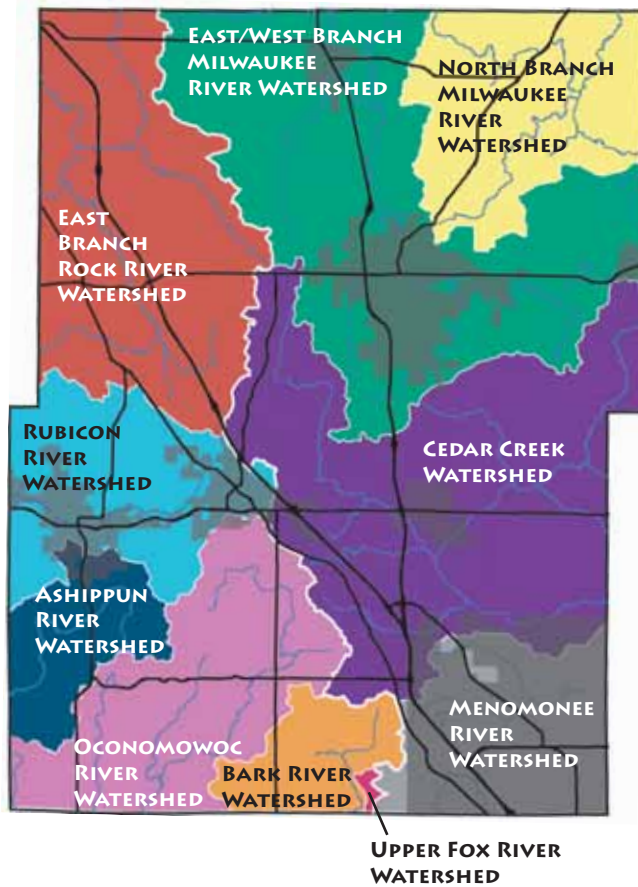 East/West Branch
Milwaukee
River Watershed
North Branch
Milwaukee
River
Watershed
East
Branch
Rock River
Watershed
Rubicon
River
Watershed
Cedar Creek
Watershed
Ashippun
River
Watershed
Menomonee
River
Watershed
Oconomowoc
River
Watershed
Bark River
Watershed
Upper Fox River
Watershed